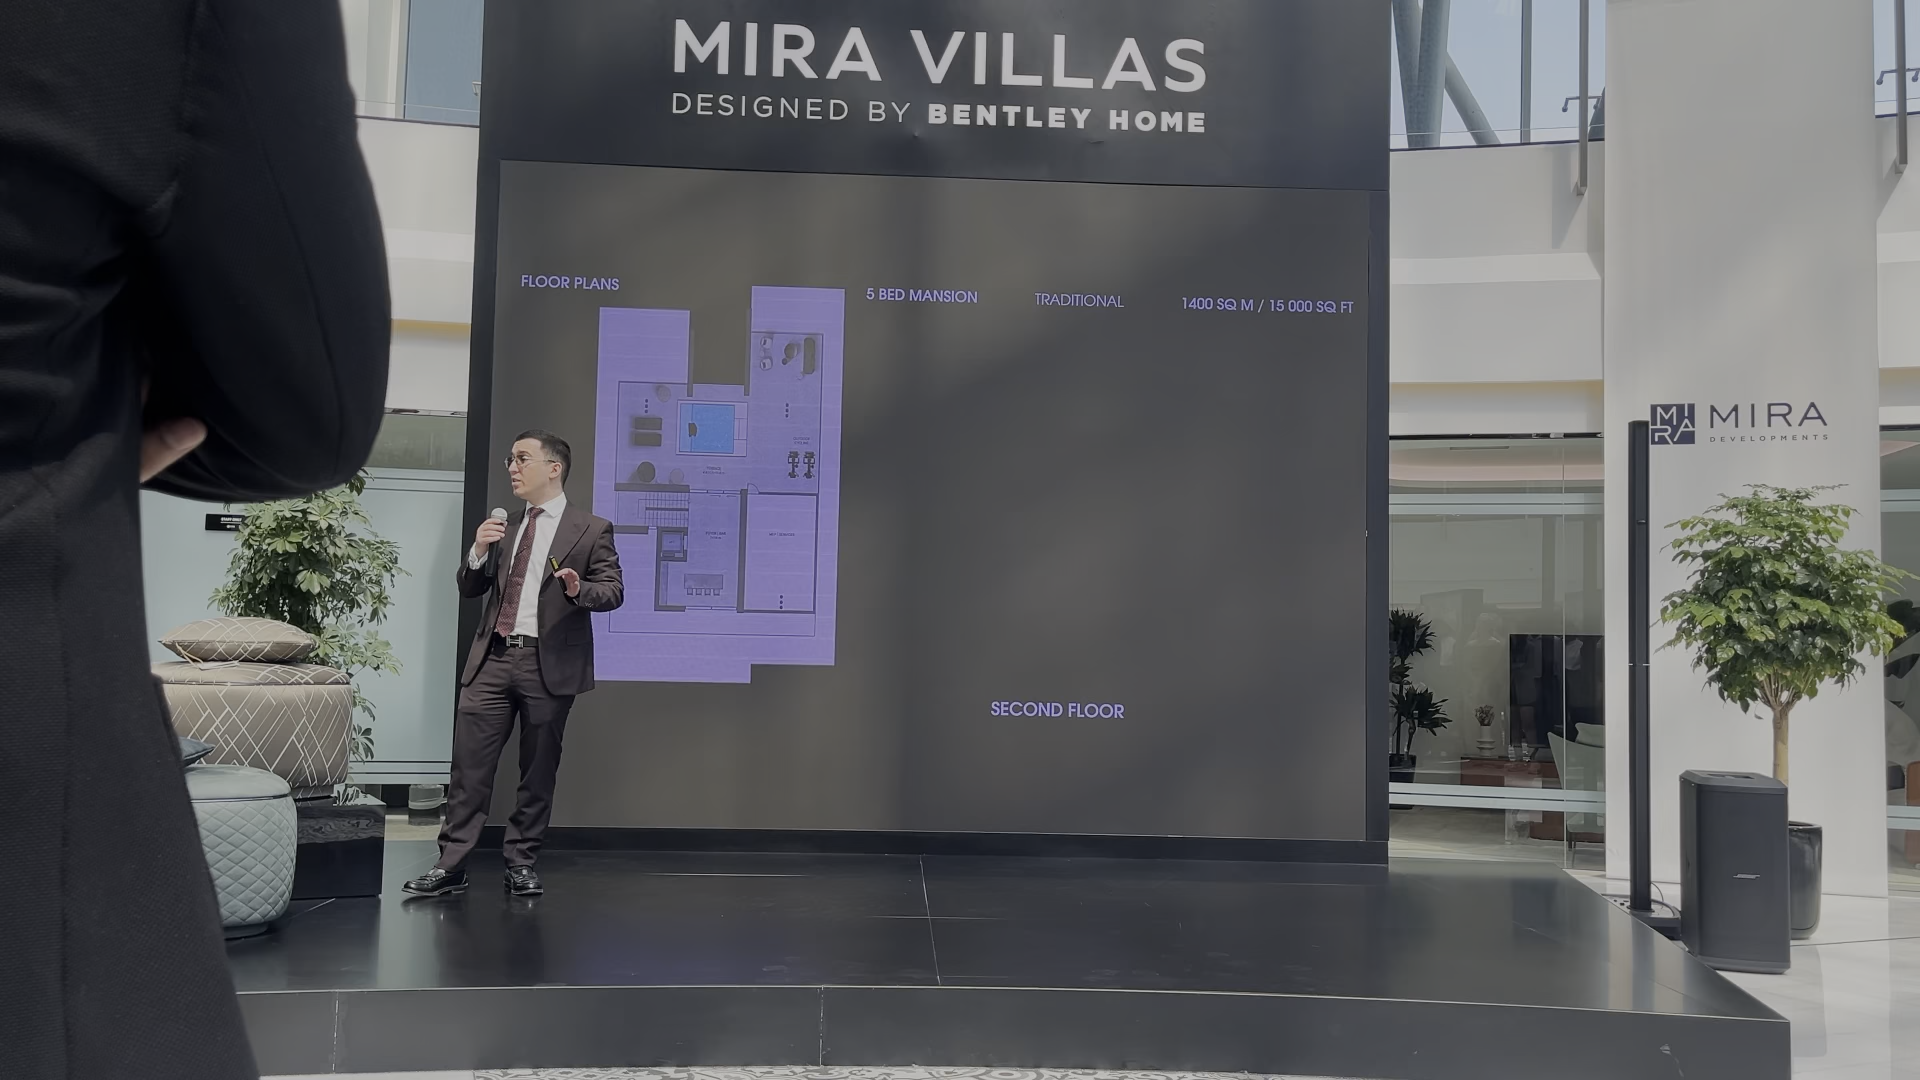 MIRA VILLAS
DESIGNED BY BENTLEY HOME
FLOOR PLANS
5 BED MANSION
TRADITIONAL
1400 SQ M / 15 000 SQ FT
SECOND FLOOR
MIRA
MIRA
DEVELOPMENTS
BOSE